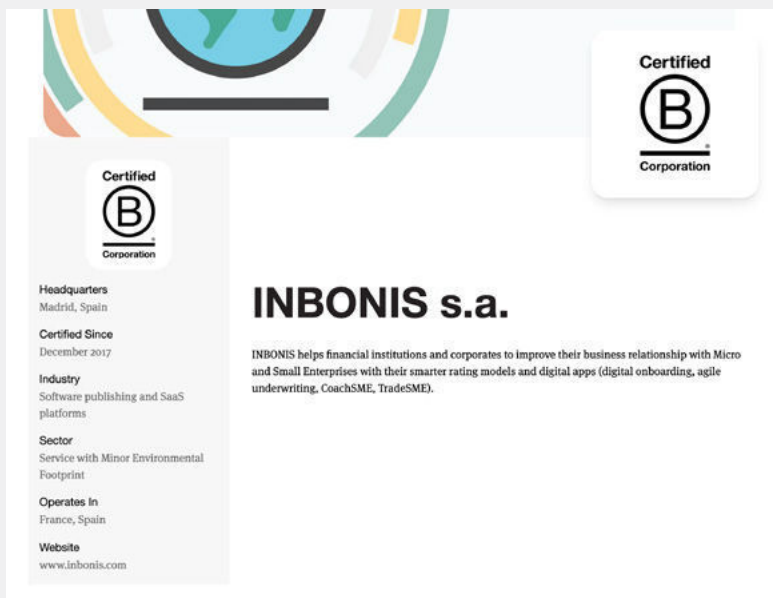 Certified
B
Corporation
Certified
B
Corporation
Headquarters
Madrid, Spain
Certified Since
December 2017
Industry
Software publishing and SaaS
platforms
Sector
Service with Minor Environmental
Footprint
Operates In
France, Spain
Website
www.inbonis.com
INBONIS s.a.
INBONIS helps financial institutions and corporates to improve their business relationship with Micro
and Small Enterprises with their smarter rating models and digital apps (digital onboarding, agile
underwriting, CoachSME, TradeSME).